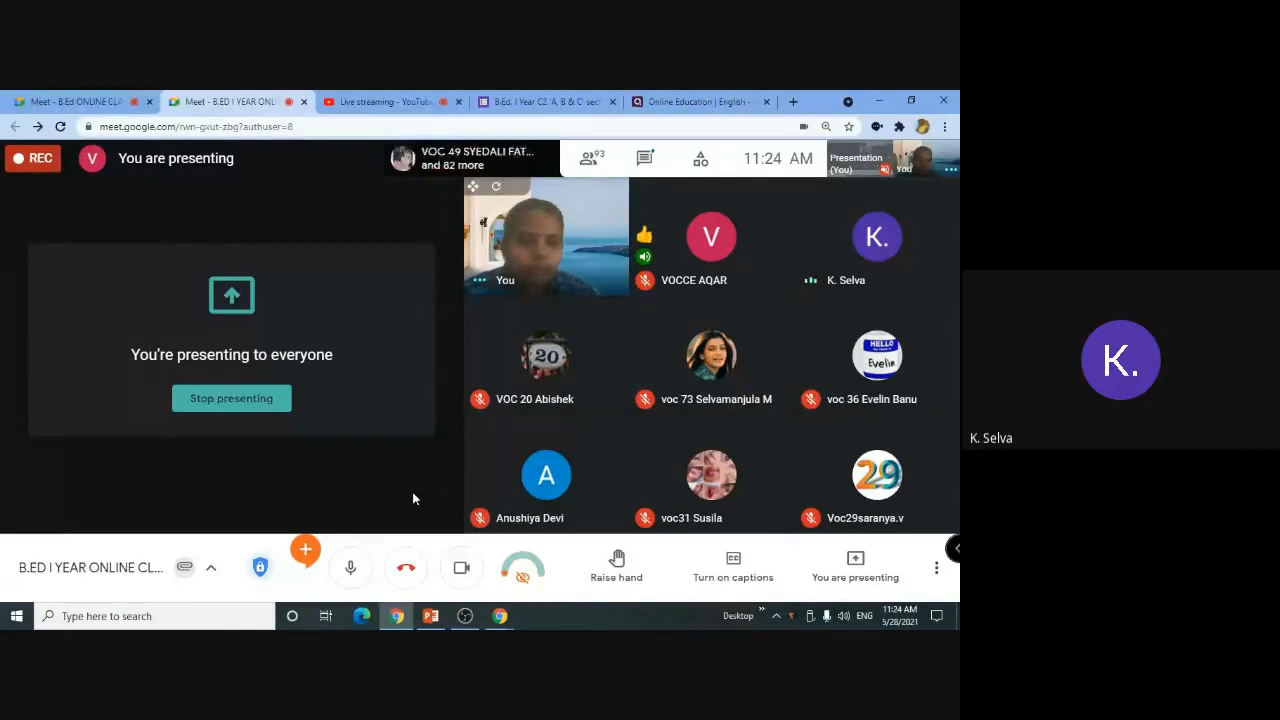 Meet - B.Ed ONLINE CLA
Meet - B.ED I YEAR ONL
Live streaming - YouTub
B.Ed. I Year C2 'A, B & C' sect
Online Education | English -
meet.google.com/rwn-gxut-zbg?authuser=8
REC
V
You are presenting
VOC 49 SYEDALI FAT...
and 82 more
93
11:24 AM
Presentation
(You)
You
You
V
VOCCE AQAR
K.
K. Selva
You're presenting to everyone
Stop presenting
20
VOC 20 Abishek
voc 73 Selvamanjula M
HELLO
Evelin
voc 36 Evelin Banu
A
Anushiya Devi
voc31 Susila
29
Voc29saranya.v
K.
K. Selva
B.ED I YEAR ONLINE CL...
Raise hand
Turn on captions
You are presenting
Type here to search
Desktop
ENG
11:24 AM
5/28/2021